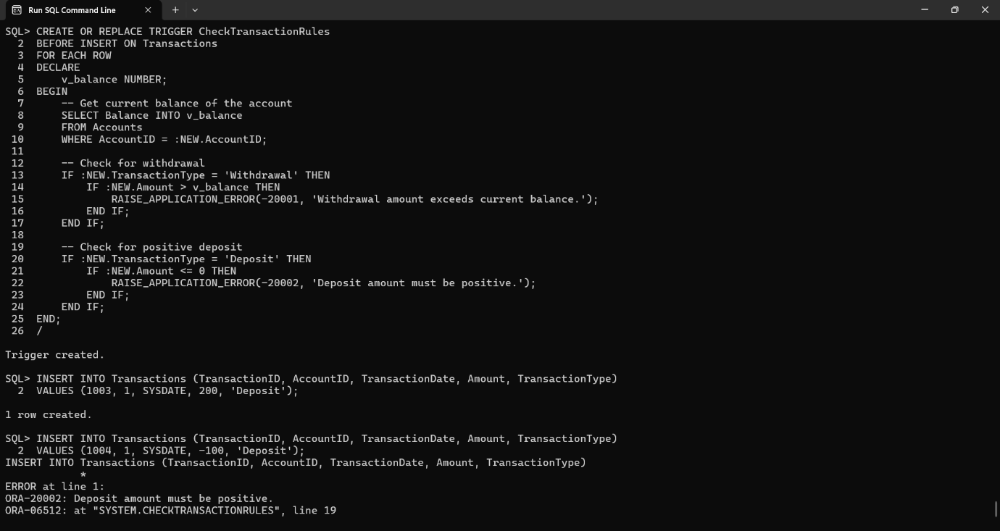 Run SQL Command Line
SQL> CREATE OR REPLACE TRIGGER CheckTransactionRules
  2  BEFORE INSERT ON Transactions
  3  FOR EACH ROW
  4  DECLARE
  5      v_balance NUMBER;
  6  BEGIN
  7      -- Get current balance of the account
  8      SELECT Balance INTO v_balance
  9      FROM Accounts
 10      WHERE AccountID = :NEW.AccountID;
 11
 12      -- Check for withdrawal
 13      IF :NEW.TransactionType = 'Withdrawal' THEN
 14          IF :NEW.Amount > v_balance THEN
 15              RAISE_APPLICATION_ERROR(-20001, 'Withdrawal amount exceeds current balance.');
 16          END IF;
 17      END IF;
 18
 19      -- Check for positive deposit
 20      IF :NEW.TransactionType = 'Deposit' THEN
 21          IF :NEW.Amount <= 0 THEN
 22              RAISE_APPLICATION_ERROR(-20002, 'Deposit amount must be positive.');
 23          END IF;
 24      END IF;
 25  END;
 26  /
Trigger created.
SQL> INSERT INTO Transactions (TransactionID, AccountID, TransactionDate, Amount, TransactionType)
  2  VALUES (1003, 1, SYSDATE, 200, 'Deposit');
1 row created.
SQL> INSERT INTO Transactions (TransactionID, AccountID, TransactionDate, Amount, TransactionType)
  2  VALUES (1004, 1, SYSDATE, -100, 'Deposit');
INSERT INTO Transactions (TransactionID, AccountID, TransactionDate, Amount, TransactionType)
            *
ERROR at line 1:
ORA-20002: Deposit amount must be positive.
ORA-06512: at "SYSTEM.CHECKTRANSACTIONRULES", line 19